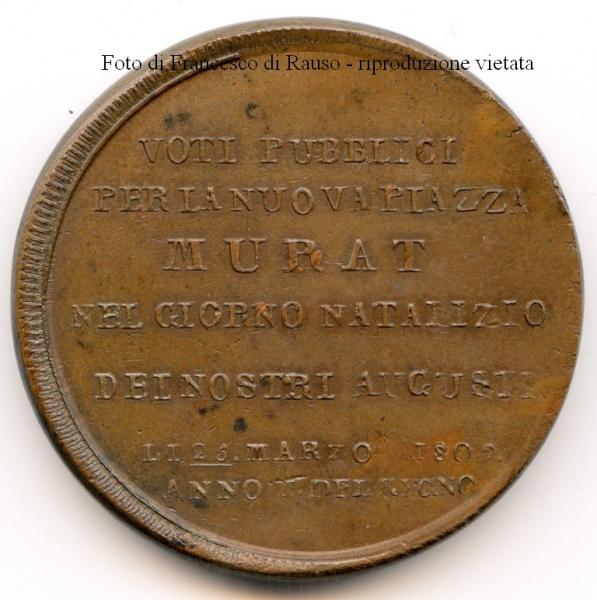 Foto di Francesco di Rauso - riproduzione vietata
VOTI PUBBLICI
PER LA NUOVA PIAZZA
MURAT
NEL GIORNO NATALIZIO
DEI NOSTRI AUGUSTI
LI 25. MARZO 1809
ANNO DEL REGNO